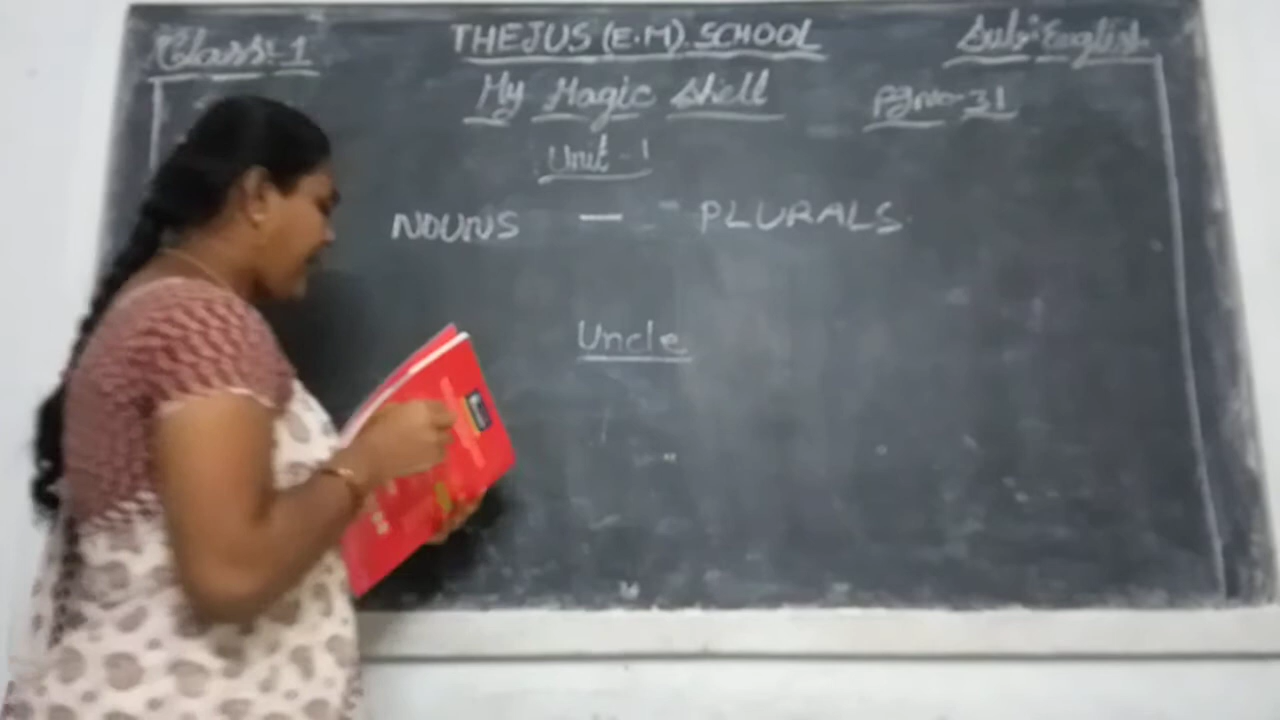 Class: 1 THEJUS (E.M). SCHOOL Sub: English
My Magic Shell Pg no- 31
Unit - 1
NOUNS — PLURALS
Uncle